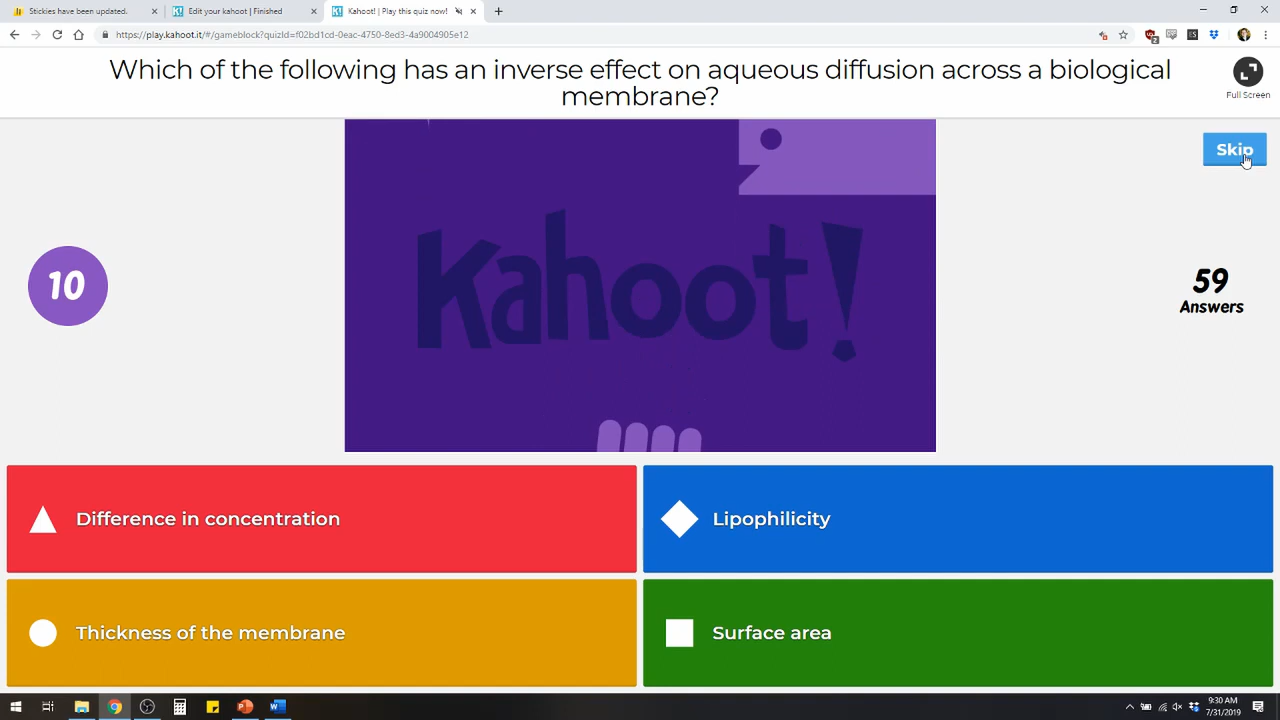 Stickies have been updated.
Edit your kahoot | Finished
Kahoot! | Play this quiz now!
https://play.kahoot.it/#/gameblock?quizId=f02bd1cd-0eac-4750-8ed3-4a9004905e12
Which of the following has an inverse effect on aqueous diffusion across a biological
membrane?
Full Screen
Skip
Kahoot!
10
59
Answers
Difference in concentration
Lipophilicity
Thickness of the membrane
Surface area
9:30 AM
7/31/2019